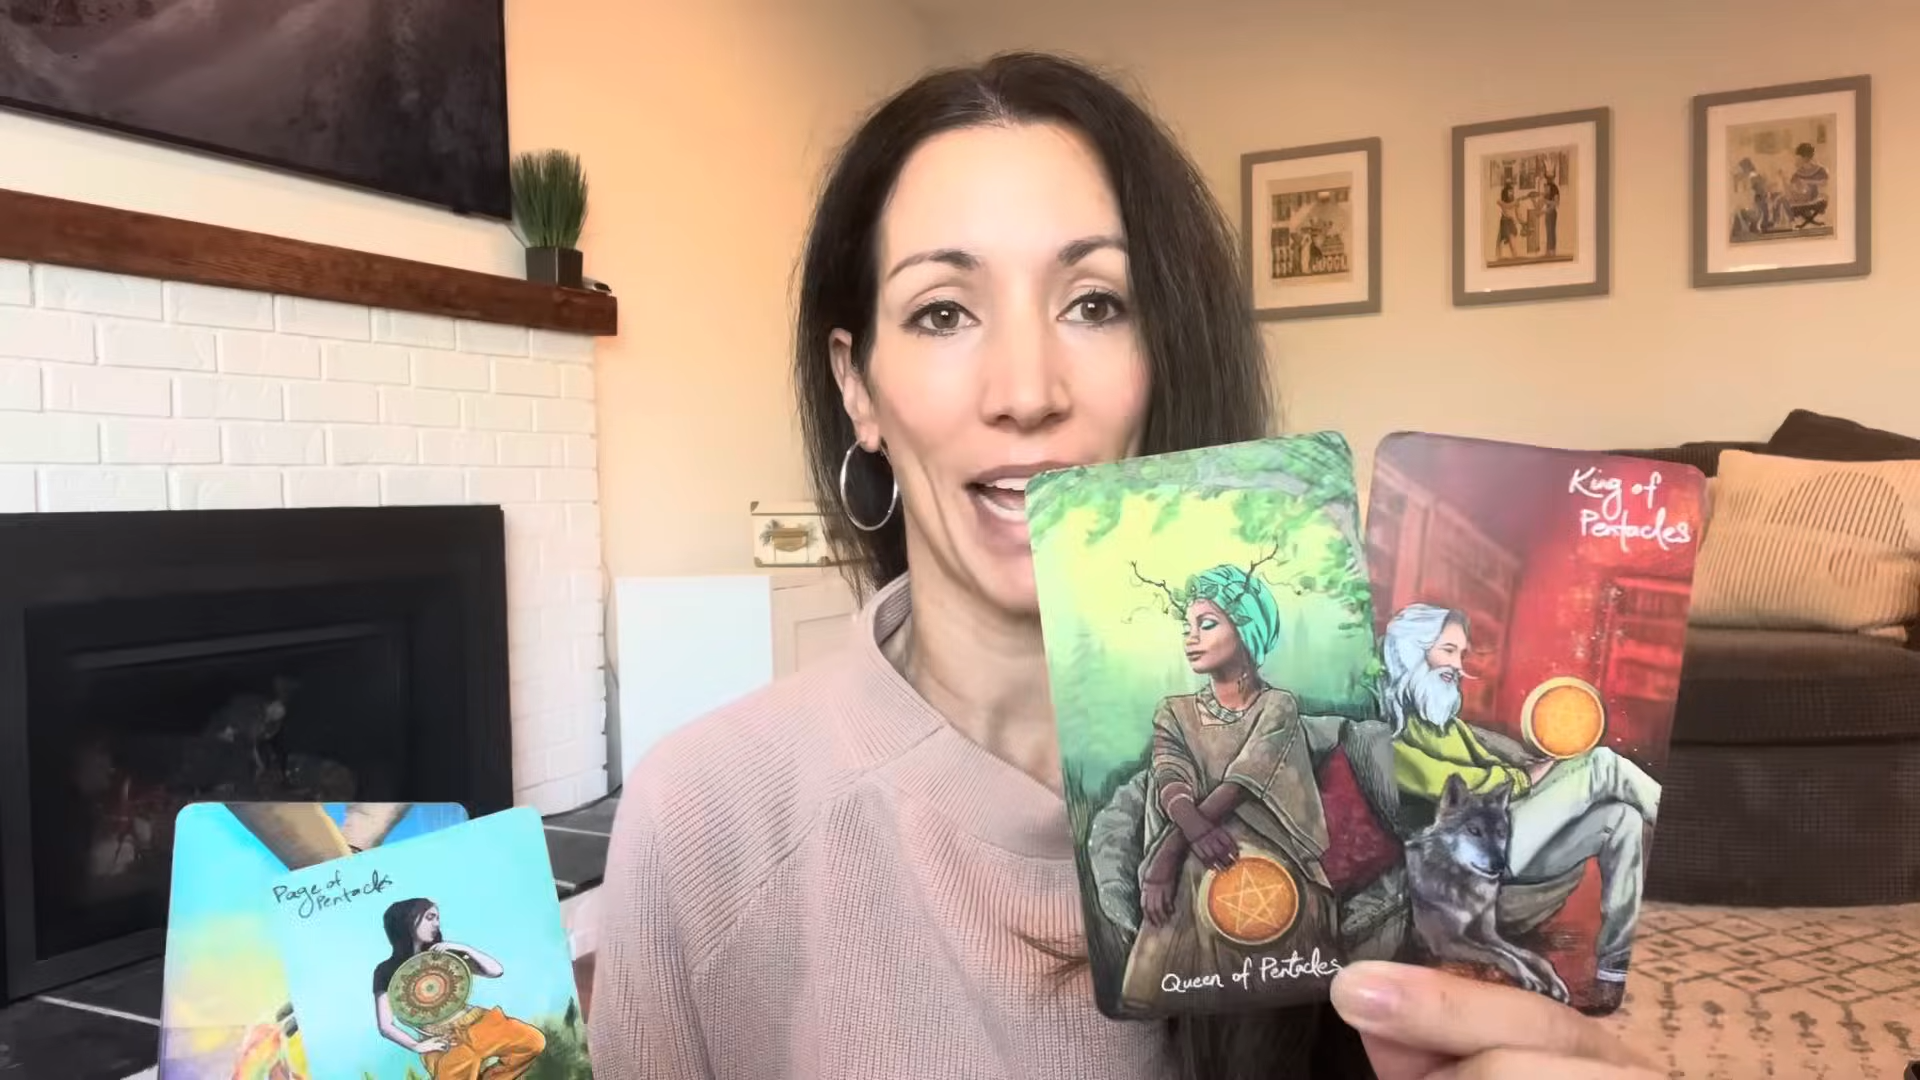 King of
Pentacles
Queen of Pentacles
Page of
Pentacles